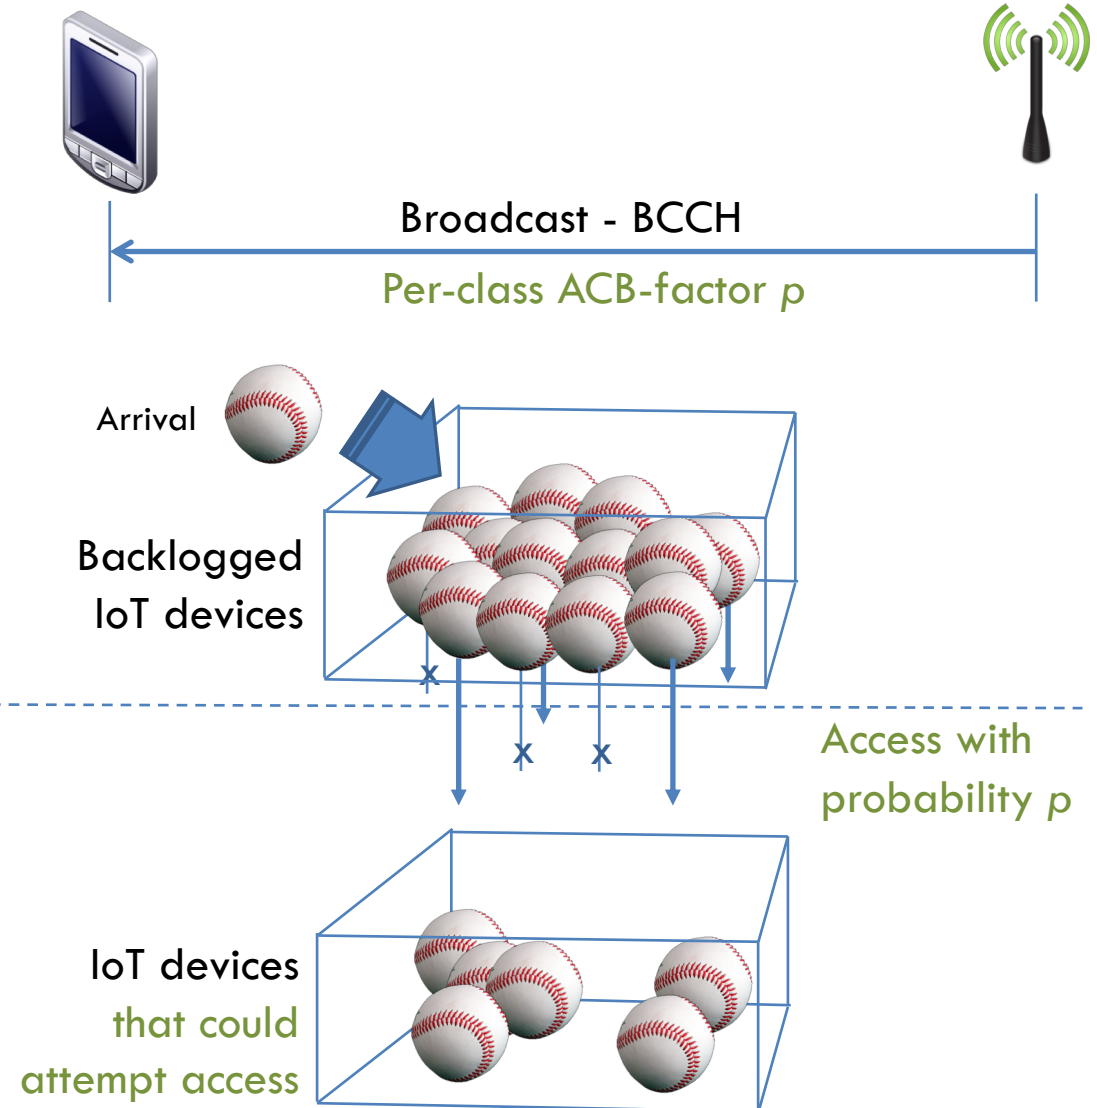 Broadcast - BCCH
Per-class ACB-factor p
Arrival
Backlogged
IoT devices
x
x
x
Access with
probability p
IoT devices
that could
attempt access